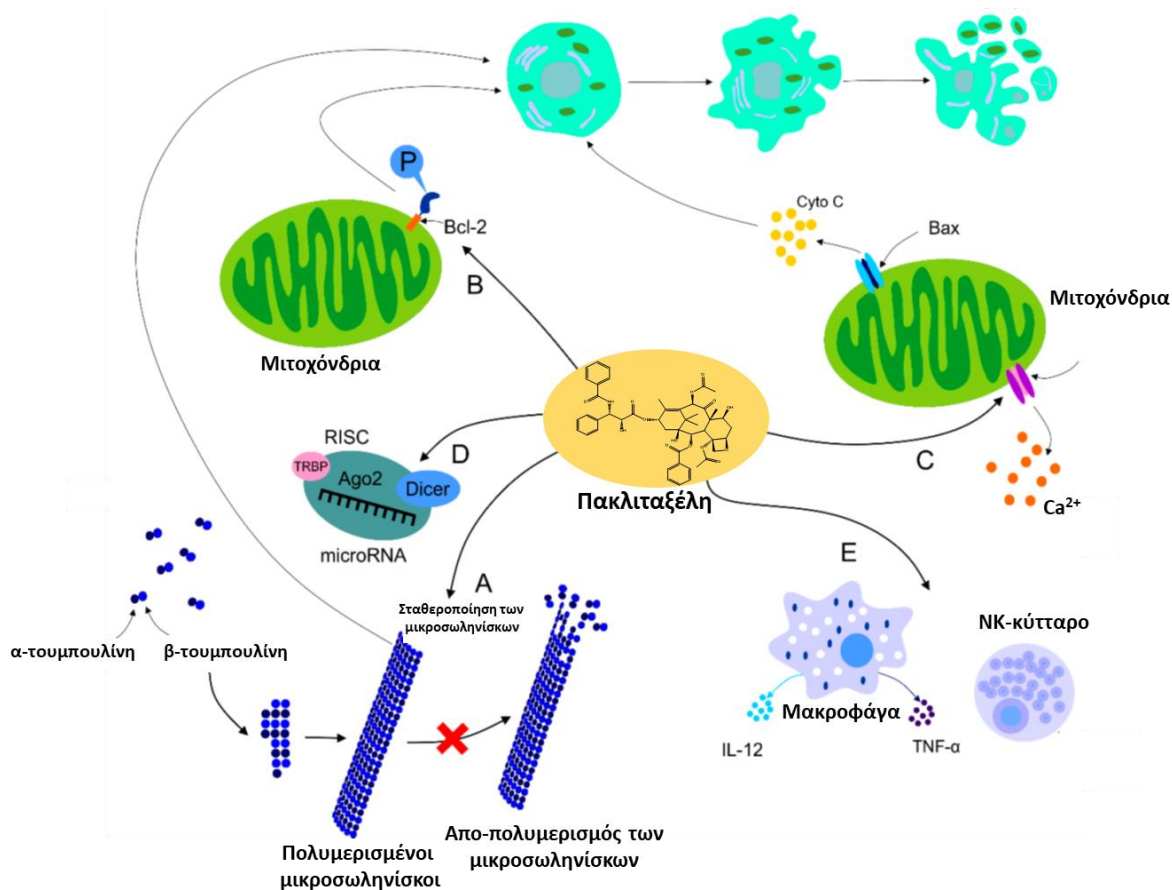 P
Bcl-2
B
Μιτοχόνδρια
Cyto C
Bax
Μιτοχόνδρια
C
Ca²⁺
Πακλιταξέλη
D
RISC
TRBP
Ago2
Dicer
microRNA
A
Σταθεροποίηση των
μικροσωληνίσκων
α-τουμπουλίνη
β-τουμπουλίνη
Πολυμερισμένοι
μικροσωληνίσκοι
Απο-πολυμερισμός των
μικροσωληνίσκων
E
NK-κύτταρο
Μακροφάγα
IL-12
TNF-α